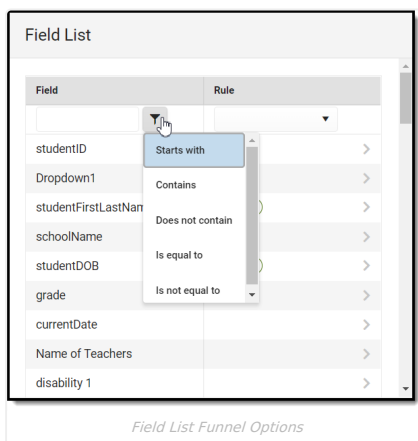 Field List
Field Rule
studentID
Starts with
Dropdown1
Contains
studentFirstLastNam
Does not contain
schoolName
Is equal to
studentDOB
Is not equal to
grade
currentDate
Name of Teachers
disability 1
Field List Funnel Options